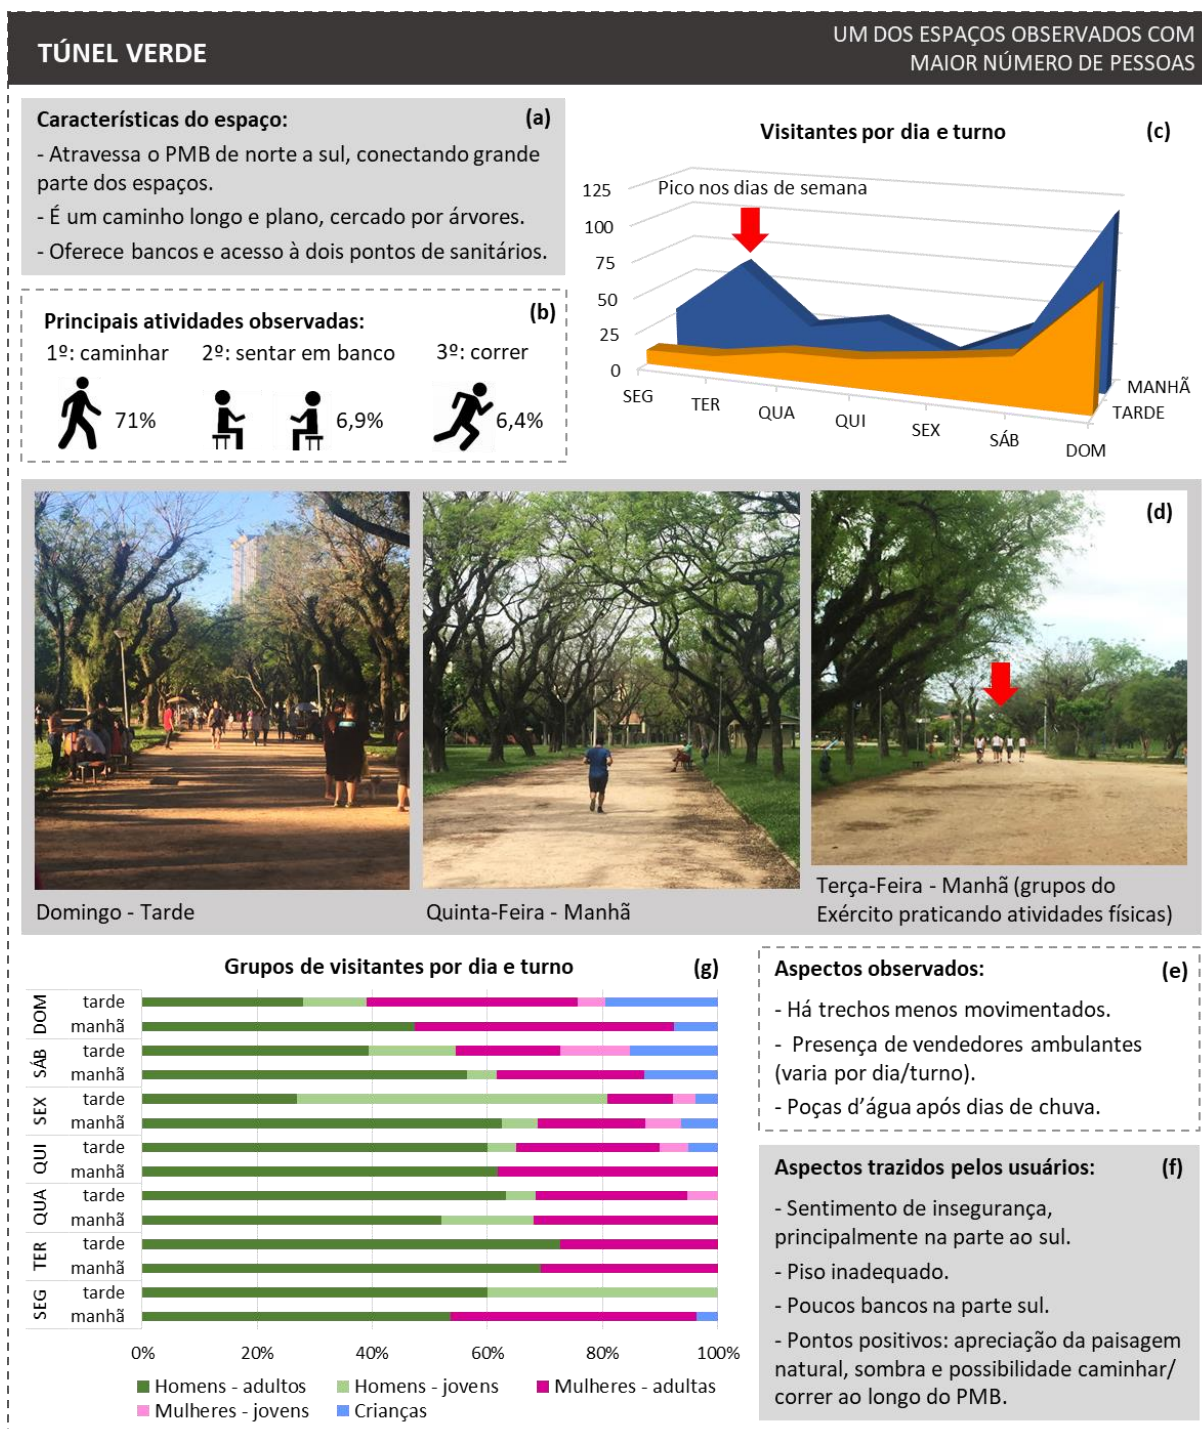 TÚNEL VERDE
UM DOS ESPAÇOS OBSERVADOS COM
MAIOR NÚMERO DE PESSOAS
Características do espaço:
(a)
- Atravessa o PMB de norte a sul, conectando grande
parte dos espaços.
- É um caminho longo e plano, cercado por árvores.
- Oferece bancos e acesso à dois pontos de sanitários.
Principais atividades observadas:
(b)
1º: caminhar
2º: sentar em banco
3º: correr
71%
6,9%
6,4%
Visitantes por dia e turno
(c)
Pico nos dias de semana
125
100
75
50
25
0
SEG
TER
QUA
QUI
SEX
SÁB
DOM
MANHÃ
TARDE
(d)
Domingo - Tarde
Quinta-Feira - Manhã
Terça-Feira - Manhã (grupos do
Exército praticando atividades físicas)
Grupos de visitantes por dia e turno
(g)
DOM
tarde
manhã
SÁB
tarde
manhã
SEX
tarde
manhã
QUI
tarde
manhã
QUA
tarde
manhã
TER
tarde
manhã
SEG
tarde
manhã
0%
20%
40%
60%
80%
100%
Homens - adultos
Homens - jovens
Mulheres - adultas
Mulheres - jovens
Crianças
Aspectos observados:
(e)
- Há trechos menos movimentados.
- Presença de vendedores ambulantes
(varia por dia/turno).
- Poças d’água após dias de chuva.
Aspectos trazidos pelos usuários:
(f)
- Sentimento de insegurança,
principalmente na parte ao sul.
- Piso inadequado.
- Poucos bancos na parte sul.
- Pontos positivos: apreciação da paisagem
natural, sombra e possibilidade caminhar/
correr ao longo do PMB.